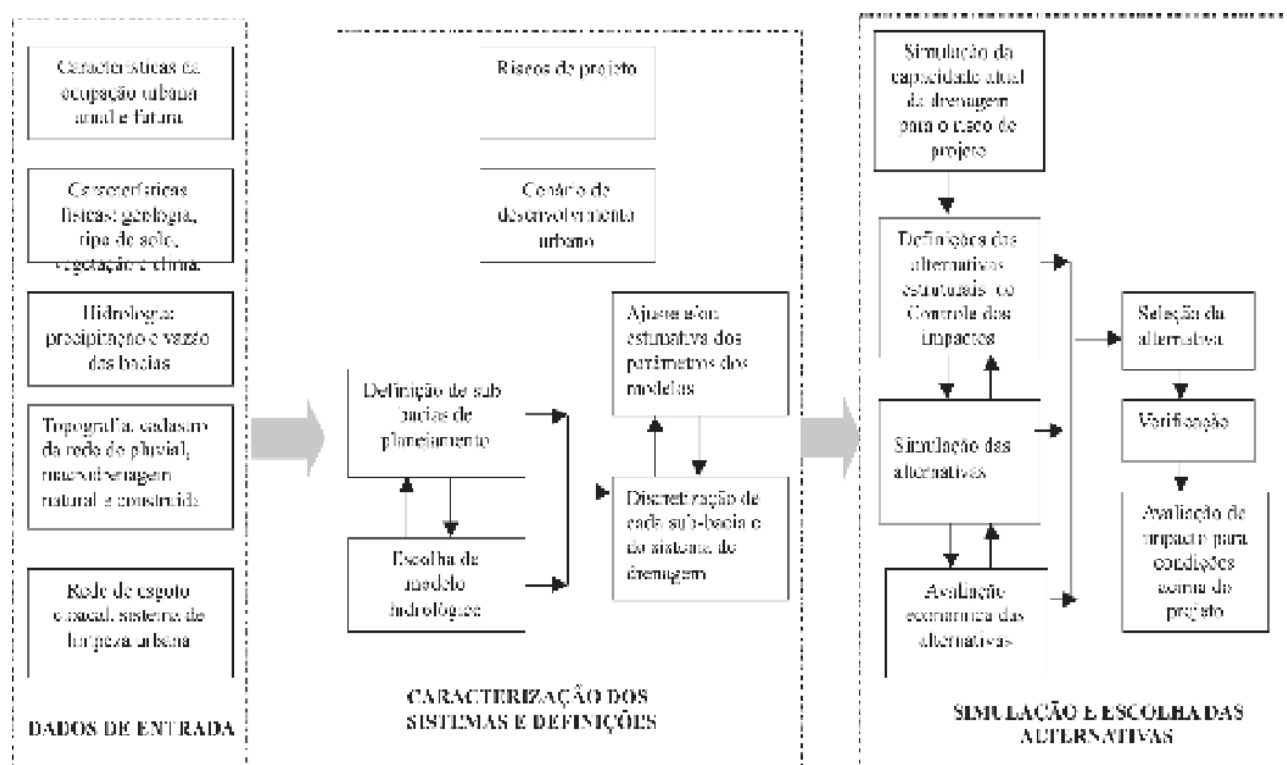 Características da
ocupação urbana
atual e futura
Características
físicas: geologia,
tipo de solo,
vegetação e clima.
Hidrologia:
precipitação e vazão
das bacias
Topografia, cadastro
da rede de pluvial,
macrodrenagem
natural e construída
Rede de esgoto
cloacal, sistema de
limpeza urbana
DADOS DE ENTRADA
Riscos de projeto
Cenário de
desenvolvimento
urbano
Definição de sub
bacias de
planejamento
Escolha de
modelo
hidrológico
Ajuste e/ou
estimativa dos
parâmetros dos
modelos
Discretização de
cada sub-bacia e
do sistema de
drenagem
CARACTERIZAÇÃO DOS
SISTEMAS E DEFINIÇÕES
Simulação da
capacidade atual
da drenagem
para o risco de
projeto
Definições das
alternativas
estruturais de
Controle dos
impactos
Simulação das
alternativas
Avaliação
econômica das
alternativas
Seleção da
alternativa
Verificação
Avaliação de
impacto para
condições
acima do
projeto
SIMULAÇÃO E ESCOLHA DAS
ALTERNATIVAS